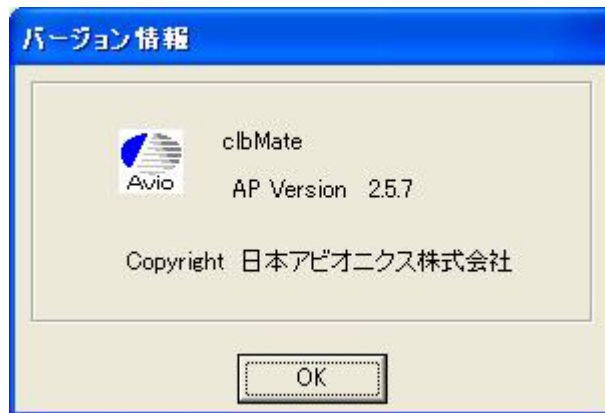 バージョン情報
clbMate
Avio
AP Version 2.5.7
Copyright 日本アビオニクス株式会社
OK